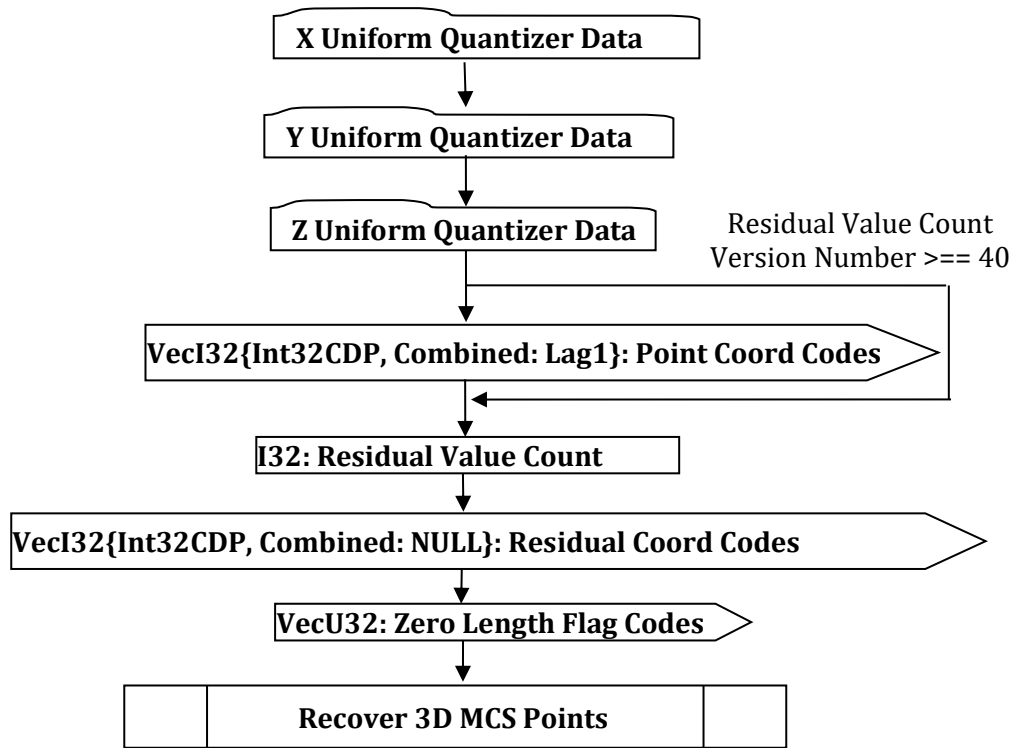 X Uniform Quantizer Data
Y Uniform Quantizer Data
Z Uniform Quantizer Data
Residual Value Count
Version Number >== 40
VecI32{Int32CDP, Combined: Lag1}: Point Coord Codes
I32: Residual Value Count
VecI32{Int32CDP, Combined: NULL}: Residual Coord Codes
VecU32: Zero Length Flag Codes
Recover 3D MCS Points